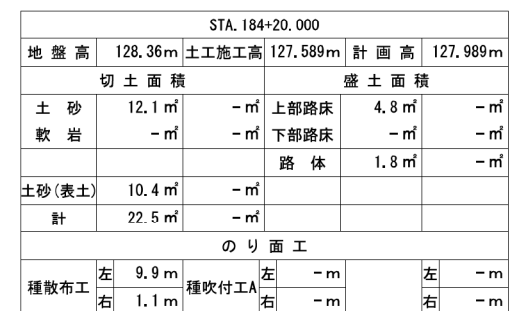 STA. 184+20.000
地盤高 128.36m 土工施工高 127.589m 計画高 127.989m
切土面積 盛土面積
土砂 12.1㎡ -㎡ 上部路床 4.8㎡ -㎡
軟岩 -㎡ -㎡ 下部路床 -㎡ -㎡
路体 1.8㎡ -㎡
土砂(表土) 10.4㎡ -㎡
計 22.5㎡ -㎡
のり面工
種散布工 左 9.9m 種吹付工A 左 -m 左 -m
右 1.1m 右 -m 右 -m